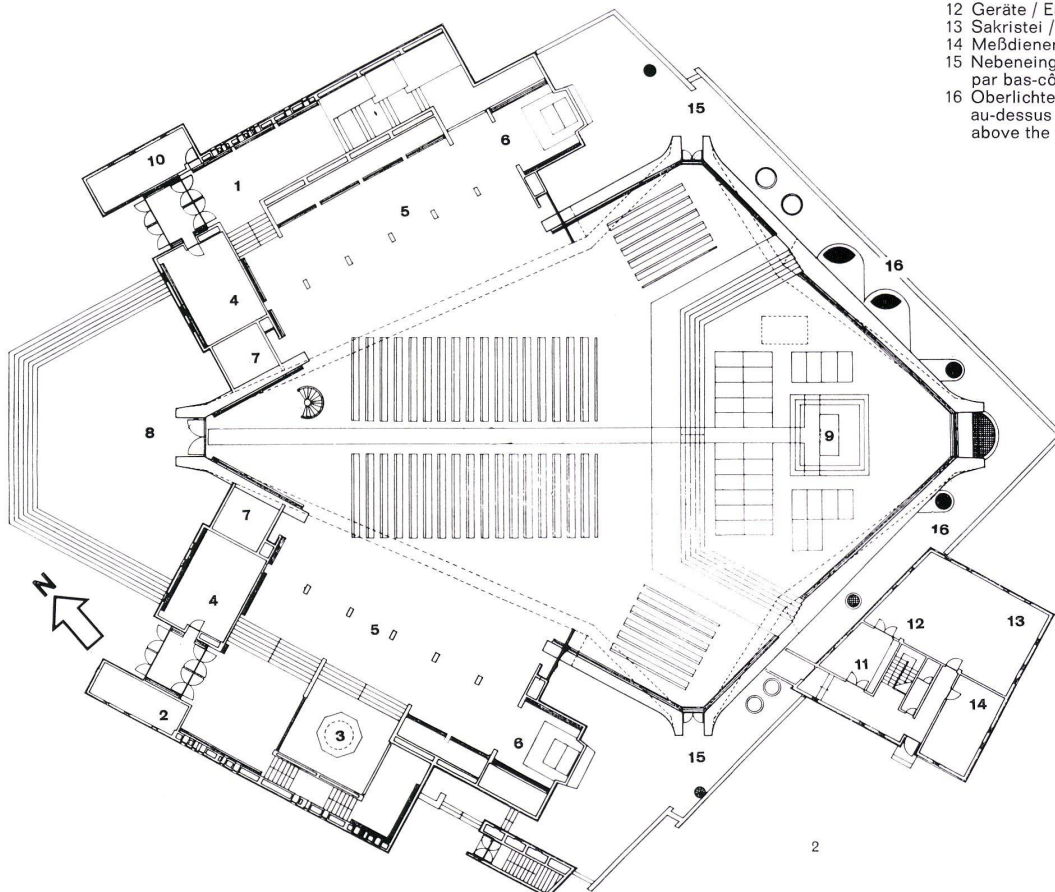 12 Geräte / E
13 Sakristei /
14 Meßdiener
15 Nebeneing
par bas-cô
16 Oberlichte
au-dessus
above the
15
6
10
1
5
16
4
7
8
9
7
16
N
4
5
12
13
11
2
3
14
6
15
2